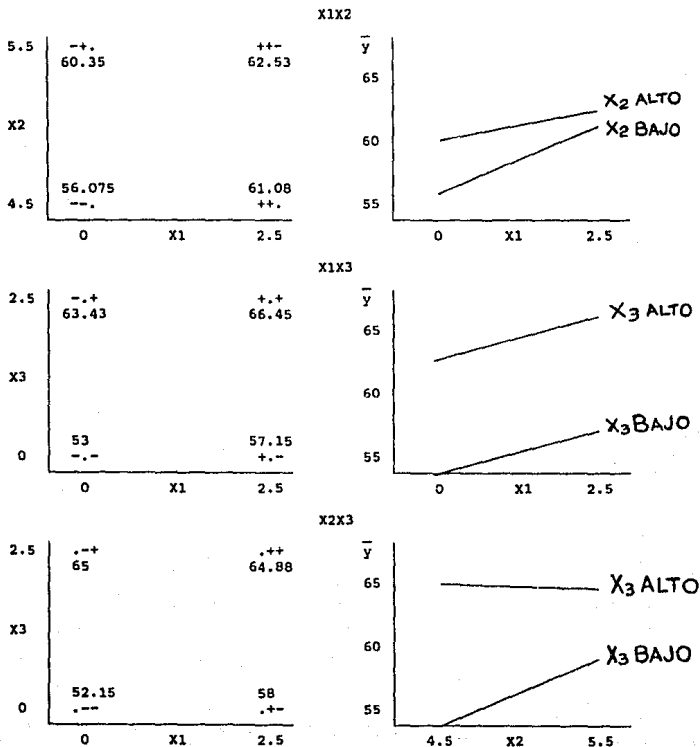 X1X2
5.5 -+. ++-
60.35 62.53
X2
56.075 61.08
4.5 --. ++.
0 X1 2.5
y
65
60
55
X2 ALTO
X2 BAJO
0 X1 2.5
X1X3
2.5 -.+ +.+
63.43 66.45
X3
53 57.15
0 -.- +.-
0 X1 2.5
y
65
60
55
X3 ALTO
X3 BAJO
0 X1 2.5
X2X3
2.5 .-+ .++
65 64.88
X3
52.15 58
0 .-- .+-
0 X1 2.5
y
65
60
55
X3 ALTO
X3 BAJO
4.5 X2 5.5